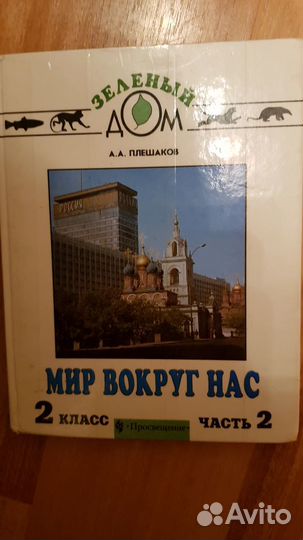 ЗЕЛЕНЫЙ
ДОМ
А.А. ПЛЕШАКОВ
РОССИЯ
МИР ВОКРУГ НАС
2 КЛАСС «Просвещение» ЧАСТЬ 2
Avito